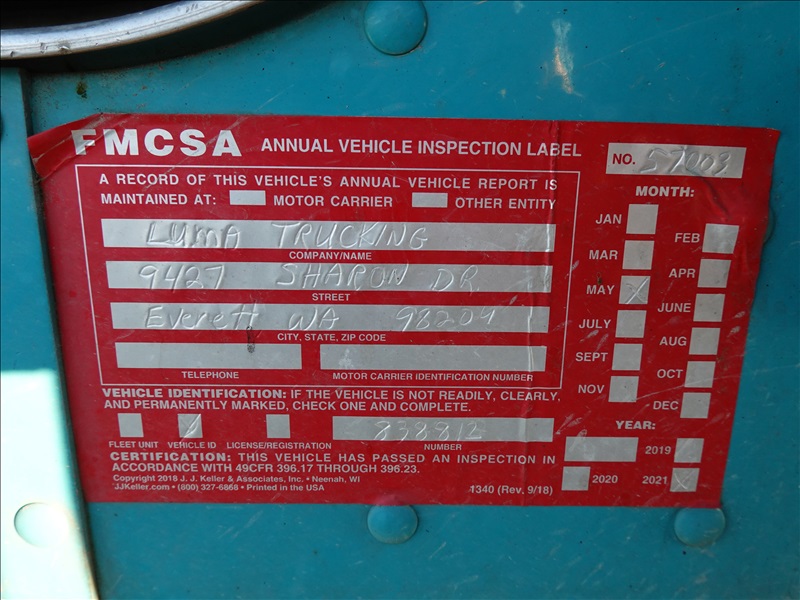 FMCSA ANNUAL VEHICLE INSPECTION LABEL
NO. 57003
A RECORD OF THIS VEHICLE'S ANNUAL VEHICLE REPORT IS
MAINTAINED AT: MOTOR CARRIER OTHER ENTITY
LUMA TRUCKING
COMPANY/NAME
9427 SHARON DR
STREET
Everett WA 98204
CITY, STATE, ZIP CODE
TELEPHONE
MOTOR CARRIER IDENTIFICATION NUMBER
VEHICLE IDENTIFICATION: IF THE VEHICLE IS NOT READILY, CLEARLY,
AND PERMANENTLY MARKED, CHECK ONE AND COMPLETE.
838812
FLEET UNIT VEHICLE ID LICENSE/REGISTRATION NUMBER
CERTIFICATION: THIS VEHICLE HAS PASSED AN INSPECTION IN
ACCORDANCE WITH 49CFR 396.17 THROUGH 396.23.
Copyright 2018 J. J. Keller & Associates, Inc. • Neenah, WI
JJKeller.com • (800) 327-6868 • Printed in the USA
1340 (Rev. 9/18)
MONTH:
JAN
FEB
MAR
APR
MAY
JUNE
JULY
AUG
SEPT
OCT
NOV
DEC
YEAR:
2019
2020
2021